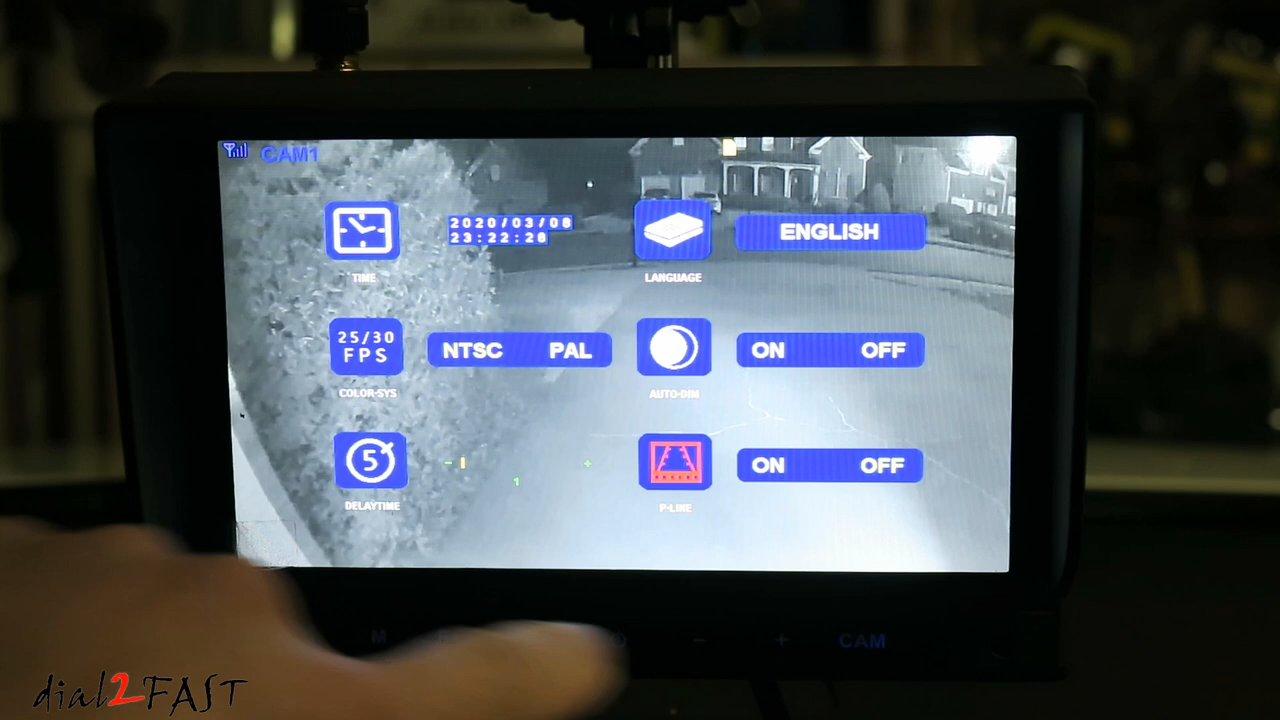 CAM1
2020/03/08
23:22:28
TIME
LANGUAGE
ENGLISH
25/30
FPS
COLOR-SYS
NTSC PAL
AUTO-DIM
ON OFF
5
DELAYTIME
- +
1
P-LINE
ON OFF
M
- + CAM
dial2FAST